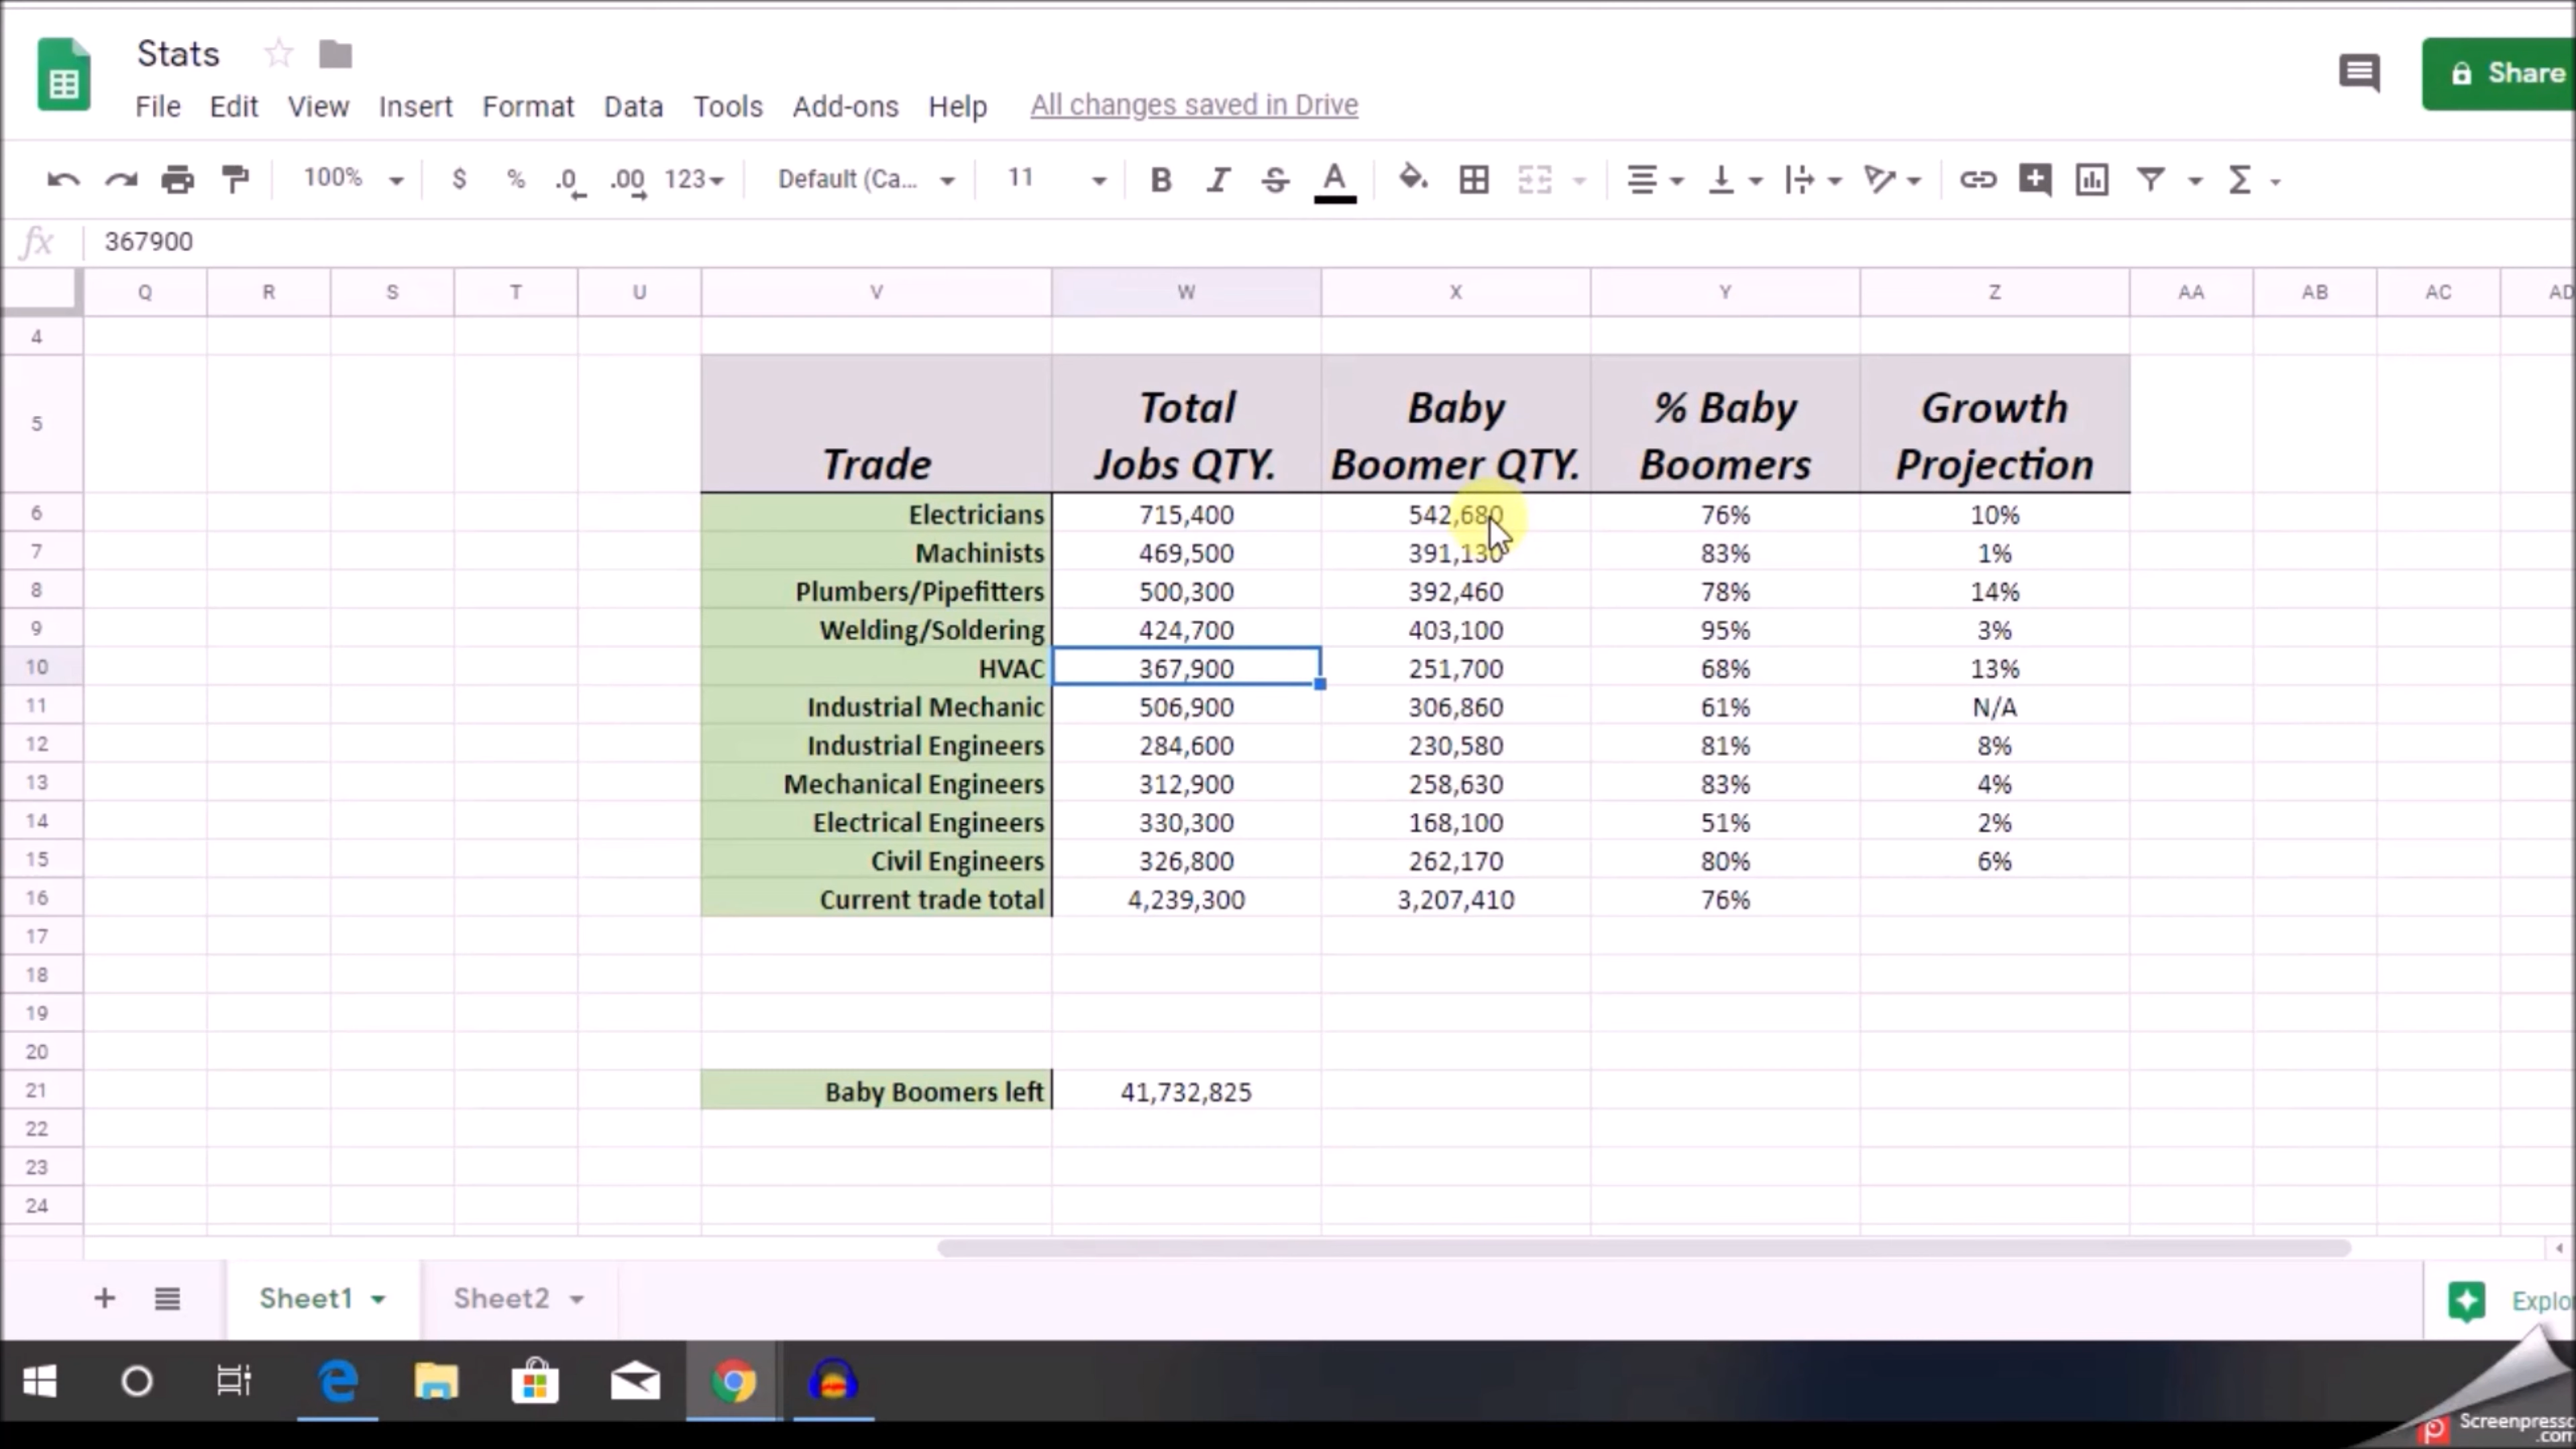 Stats
File Edit View Insert Format Data Tools Add-ons Help All changes saved in Drive
Share
100% $ % .0 .00 123 Default (Ca... 11 B I S A
fx 367900
Q R S T U V W X Y Z AA AB AC AD
4
5 Trade Total Jobs QTY. Baby Boomer QTY. % Baby Boomers Growth Projection
6 Electricians 715,400 542,680 76% 10%
7 Machinists 469,500 391,130 83% 1%
8 Plumbers/Pipefitters 500,300 392,460 78% 14%
9 Welding/Soldering 424,700 403,100 95% 3%
10 HVAC 367,900 251,700 68% 13%
11 Industrial Mechanic 506,900 306,860 61% N/A
12 Industrial Engineers 284,600 230,580 81% 8%
13 Mechanical Engineers 312,900 258,630 83% 4%
14 Electrical Engineers 330,300 168,100 51% 2%
15 Civil Engineers 326,800 262,170 80% 6%
16 Current trade total 4,239,300 3,207,410 76%
17
18
19
20
21 Baby Boomers left 41,732,825
22
23
24
Sheet1 Sheet2
Explo
Screenpresso
.com